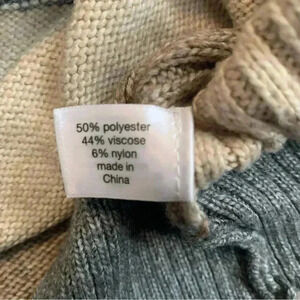 50% polyester
44% viscose
6% nylon
made in
China